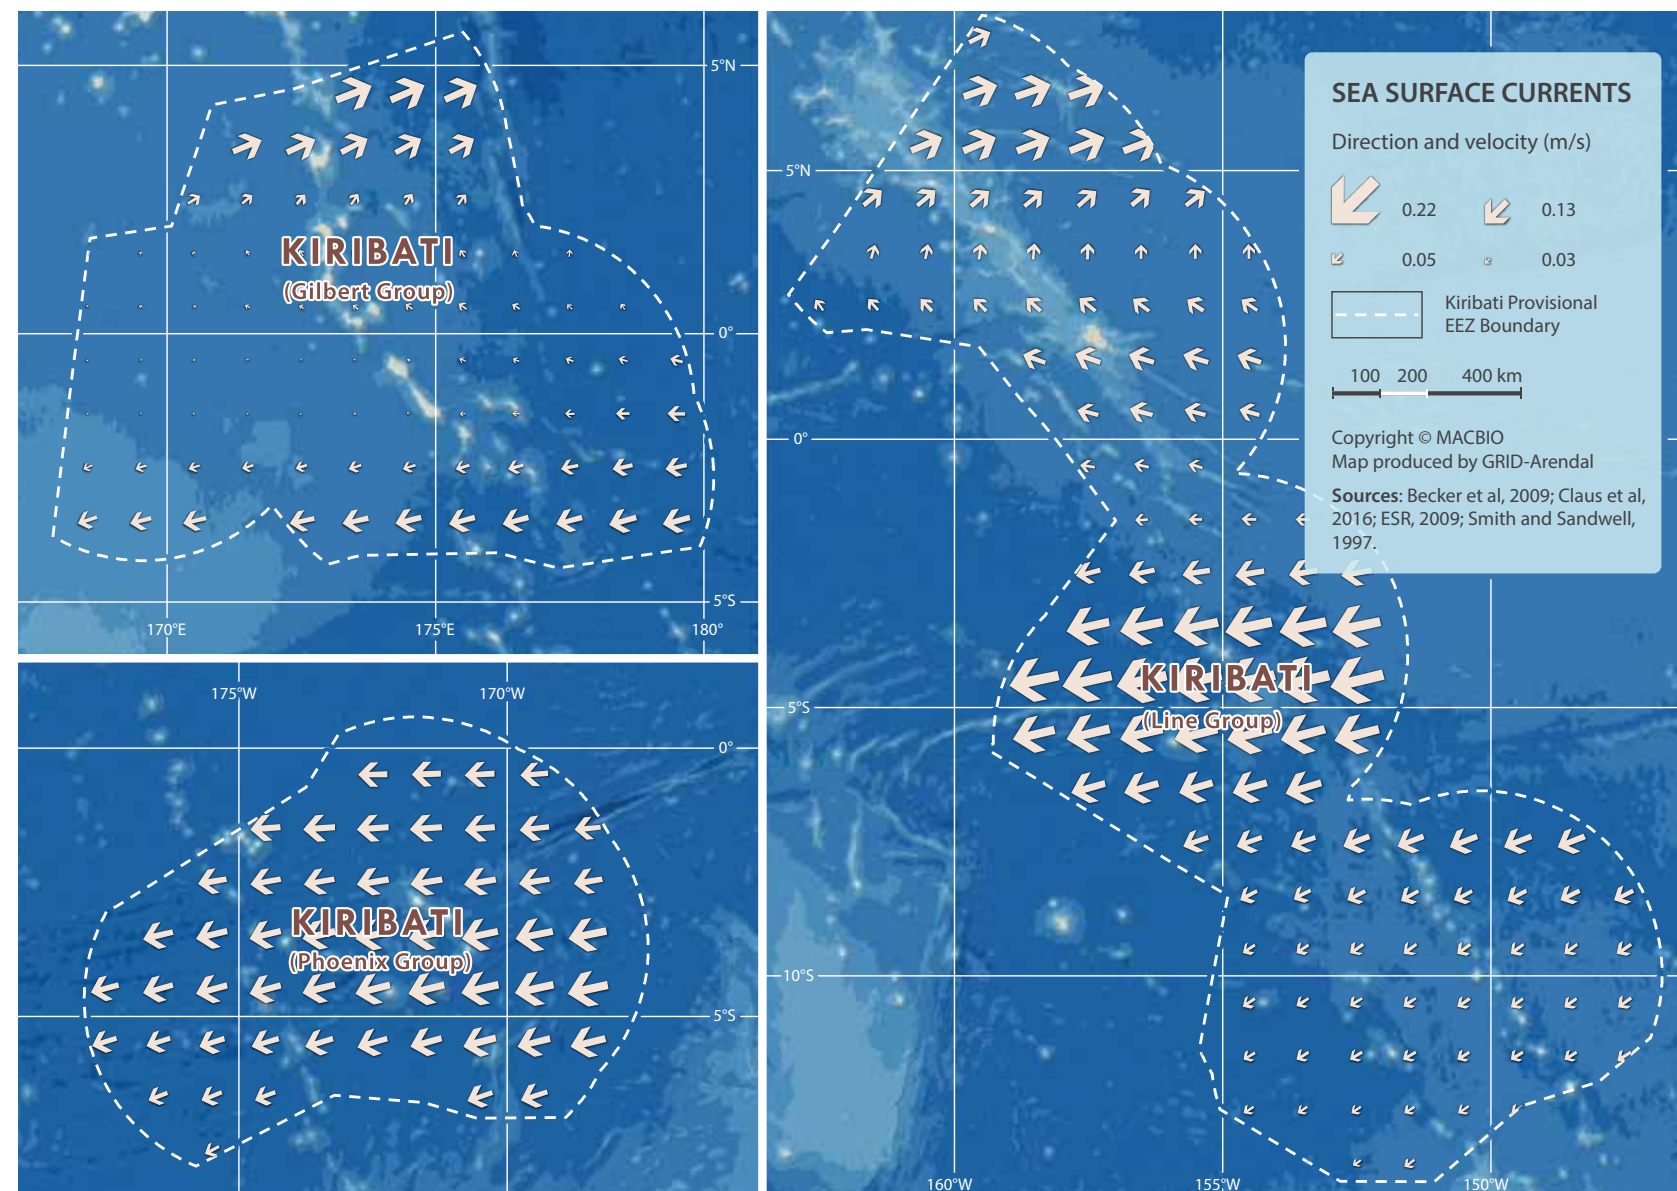 5°N
KIRIBATI
(Gilbert Group)
0°
5°S
170°E
175°E
180°
175°W
170°W
0°
KIRIBATI
(Phoenix Group)
5°S
5°N
0°
KIRIBATI
(Line Group)
5°S
10°S
160°W
155°W
150°W
SEA SURFACE CURRENTS
Direction and velocity (m/s)
0.22
0.13
0.05
0.03
Kiribati Provisional
EEZ Boundary
100 200 400 km
Copyright © MACBIO
Map produced by GRID-Arendal
Sources: Becker et al, 2009; Claus et al,
2016; ESR, 2009; Smith and Sandwell,
1997.